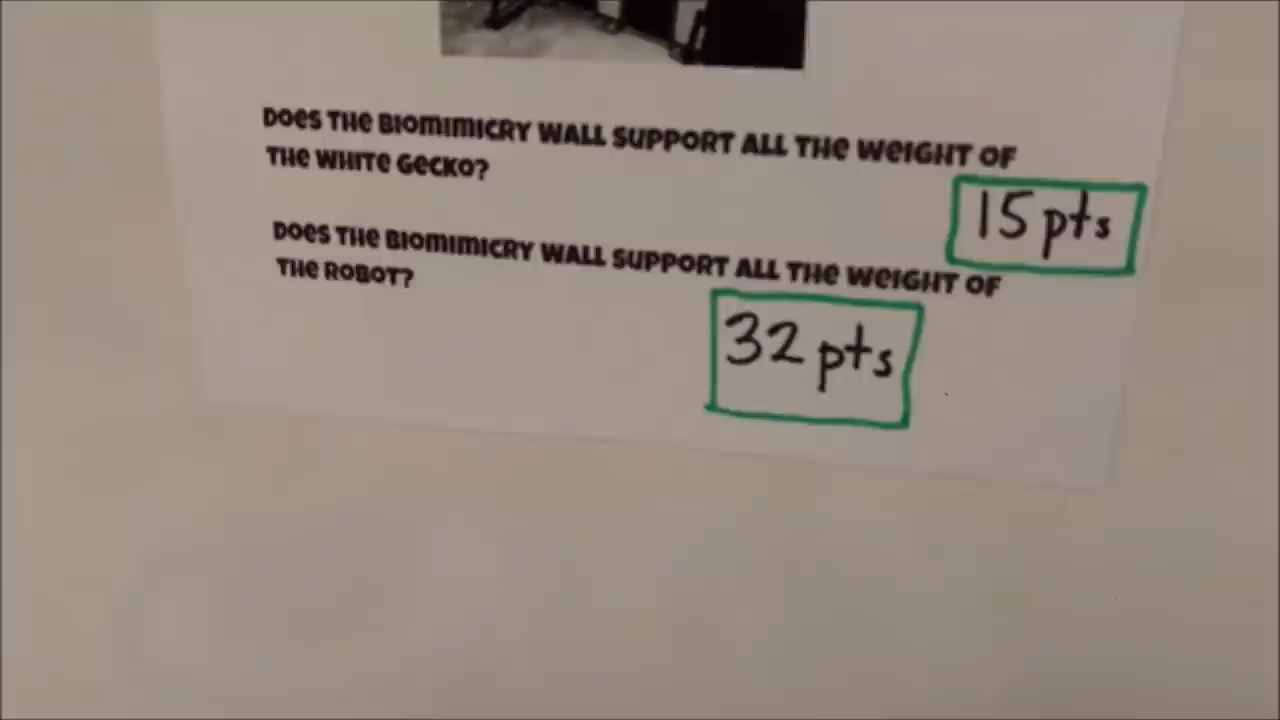 DOES THE BIOMIMICRY WALL SUPPORT ALL THE WEIGHT OF
THE WHITE GECKO?
15 pts
DOES THE BIOMIMICRY WALL SUPPORT ALL THE WEIGHT OF
THE ROBOT?
32 pts